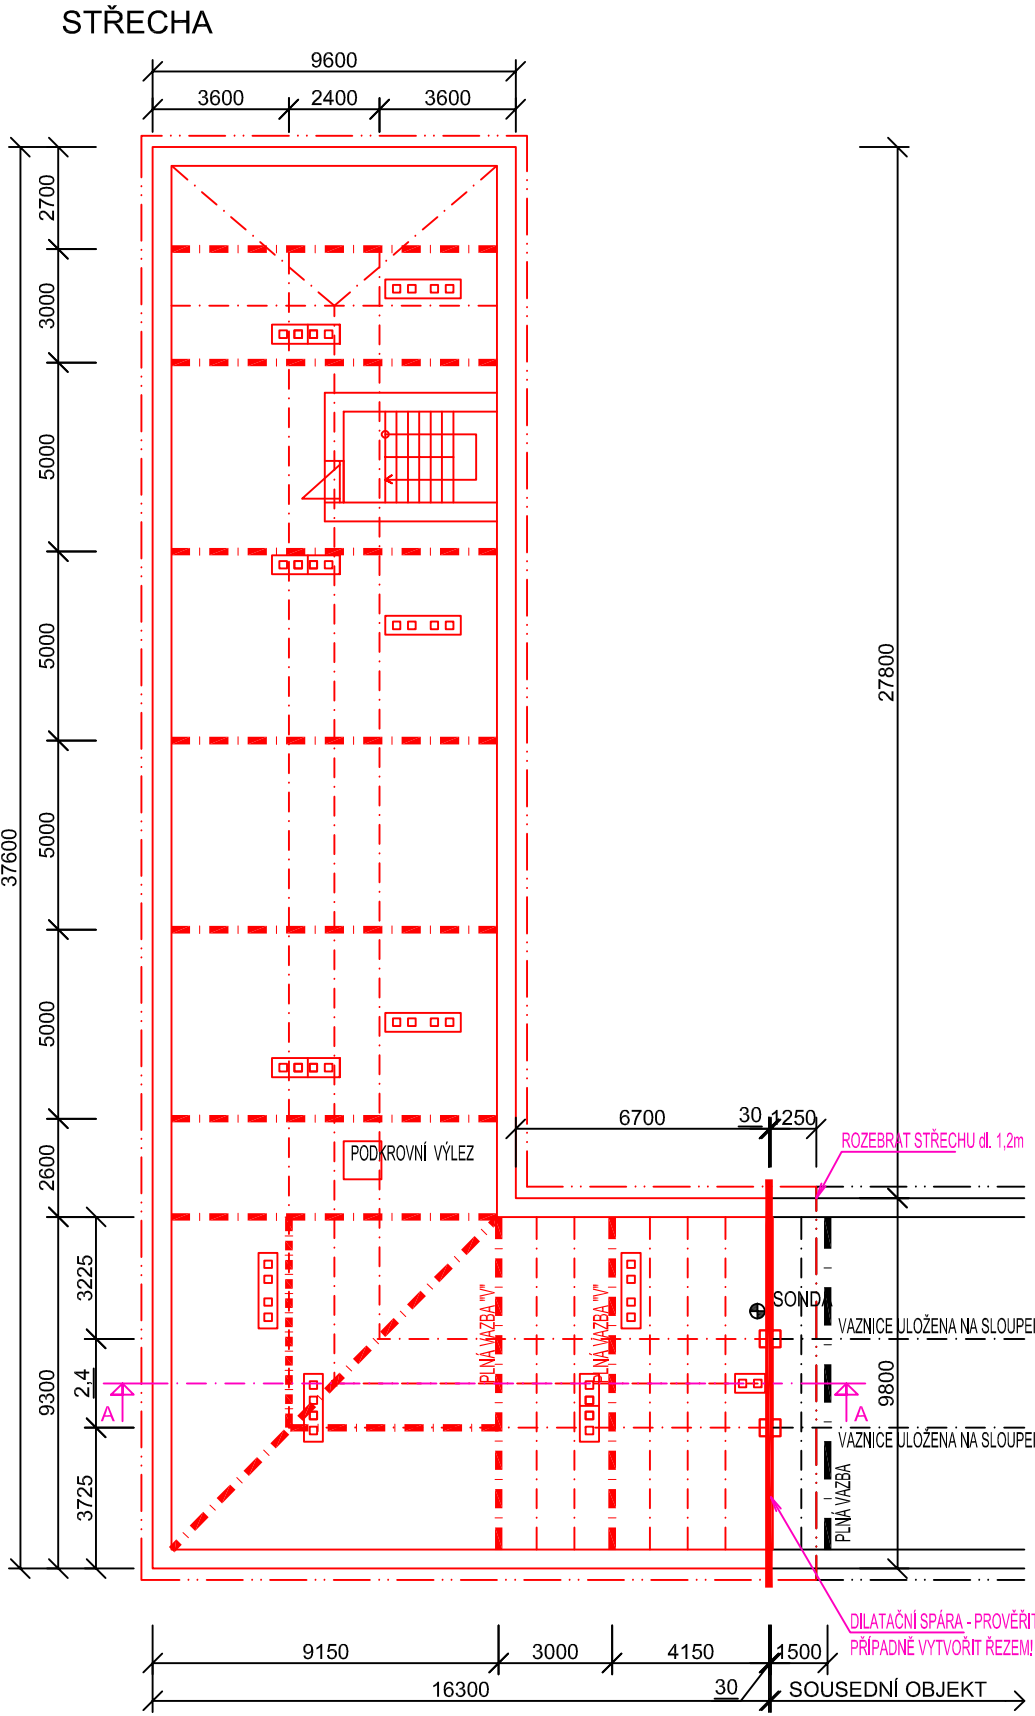 STŘECHA
9600
3600
2400
3600
2700
3000
5000
5000
27800
5000
37600
5000
6700
30
1250
ROZEBRAT STŘECHU dl. 1,2m
PODKROVNÍ VÝLEZ
2600
3225
PLNÁ VAZBA "V"
PLNÁ VAZBA "V"
SONDA
VAZNICE ULOŽENA NA SLOUPEK
9300
2,4
9800
A
A
VAZNICE ULOŽENA NA SLOUPEK
3725
PLNÁ VAZBA
DILATAČNÍ SPÁRA - PROVĚŘIT
PŘÍPADNĚ VYTVOŘIT ŘEZEM!
9150
3000
4150
1500
16300
30
SOUSEDNÍ OBJEKT